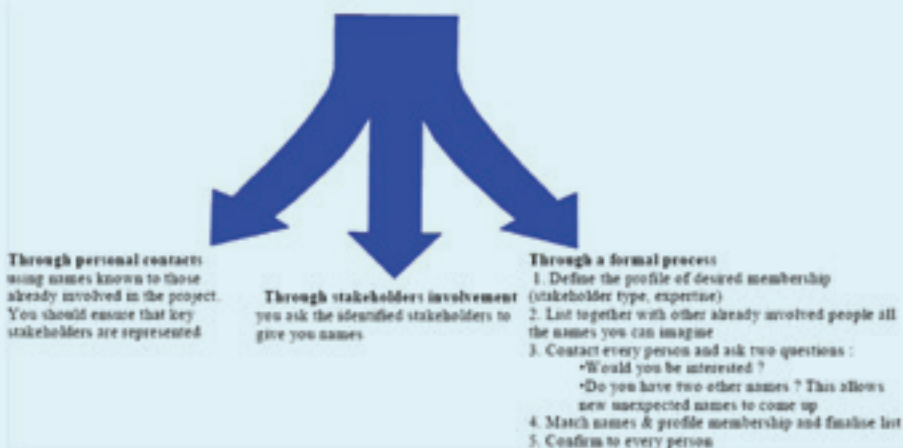 Through personal contacts
using names known to those
already involved in the project.
You should ensure that key
stakeholders are represented
Through stakeholders involvement
you ask the identified stakeholders to
give you names.
Through a formal process
1. Define the profile of desired membership
(stakeholder type, expertise)
2. List together with other already involved people all
the names you can imagine
3. Contact every person and ask two questions :
•Would you be interested ?
•Do you have two other names ? This allows
new unexpected names to come up
4. Match names & profile membership and finalise list
5. Confirm to every person